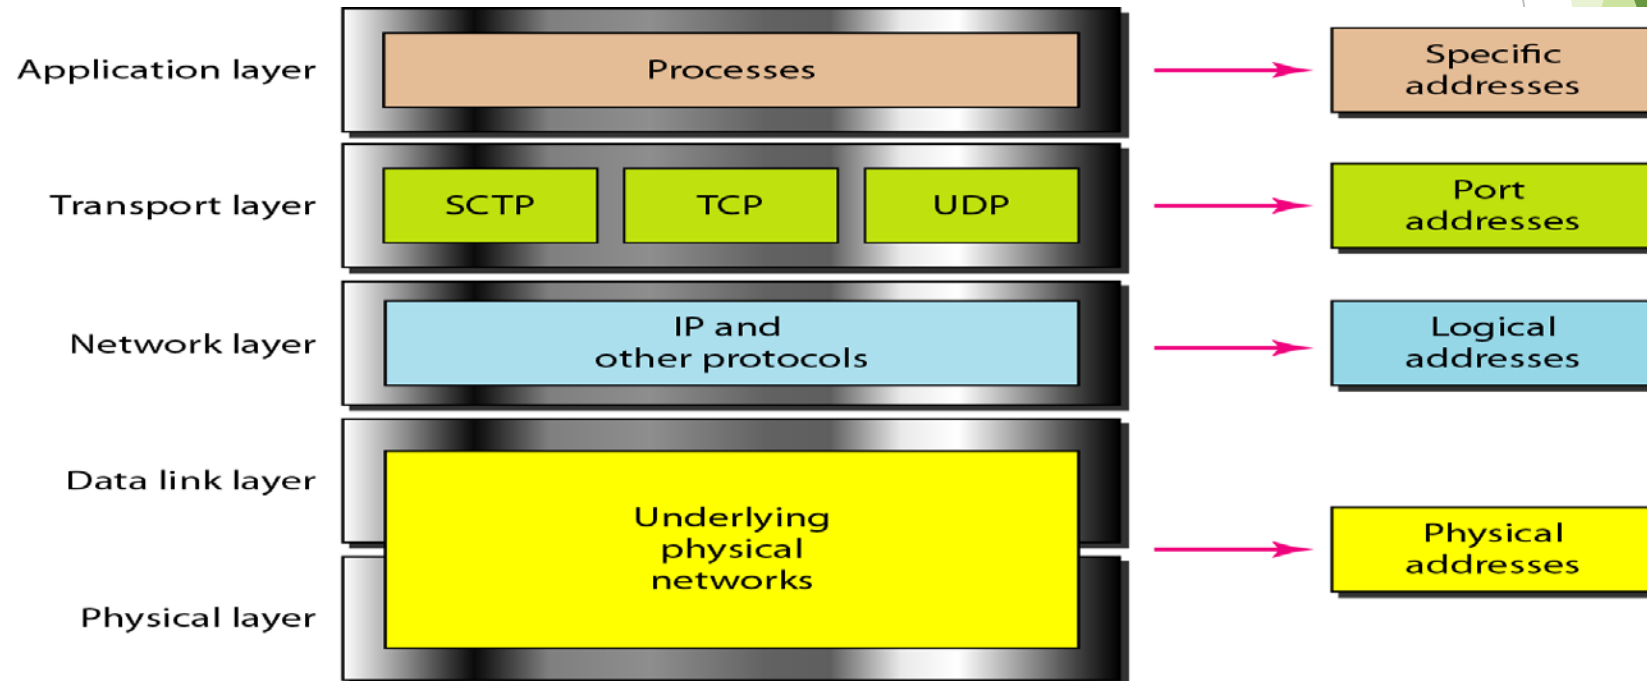 Application layer
Processes
Specific
addresses
Transport layer
SCTP
TCP
UDP
Port
addresses
Network layer
IP and
other protocols
Logical
addresses
Data link layer
Underlying
physical
networks
Physical
addresses
Physical layer